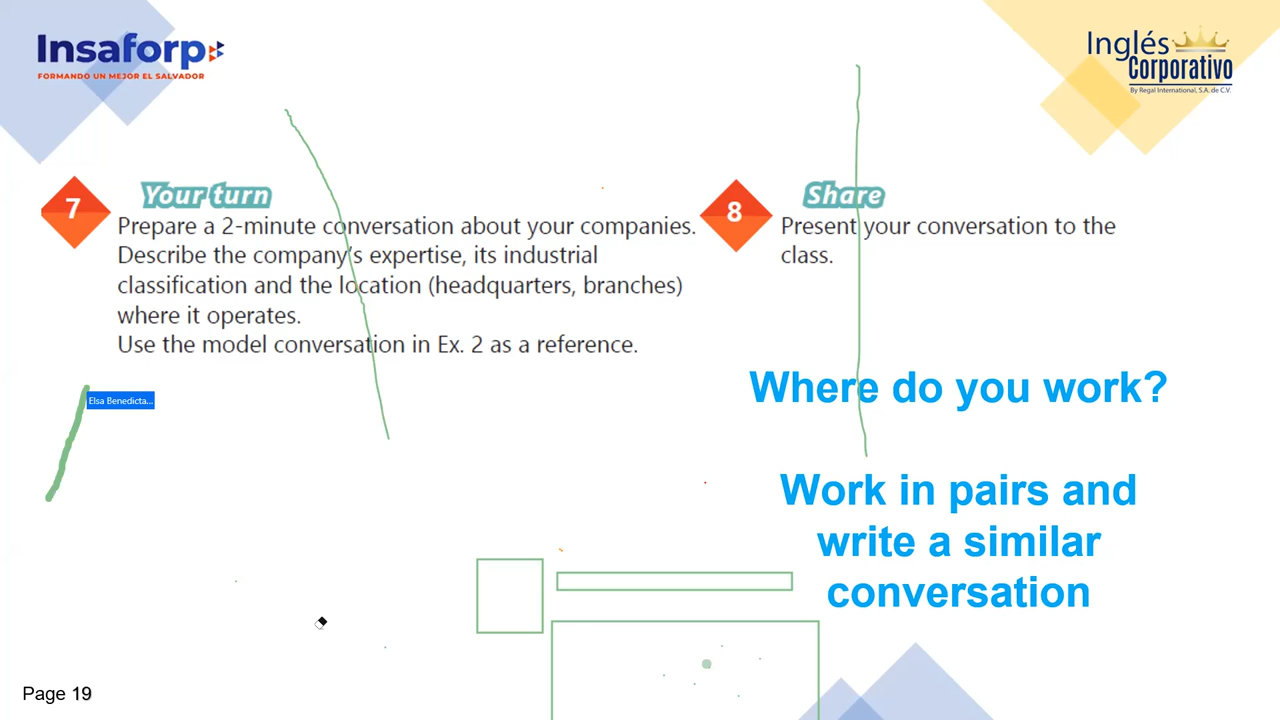 Insaforp
FORMANDO UN MEJOR EL SALVADOR
Inglés
Corporativo
By Regal International, S.A. de C.V.
7
Your turn
Prepare a 2-minute conversation about your companies.
Describe the company's expertise, its industrial
classification and the location (headquarters, branches)
where it operates.
Use the model conversation in Ex. 2 as a reference.
8
Share
Present your conversation to the
class.
Elsa Benedicta...
Where do you work?
Work in pairs and
write a similar
conversation
Page 19